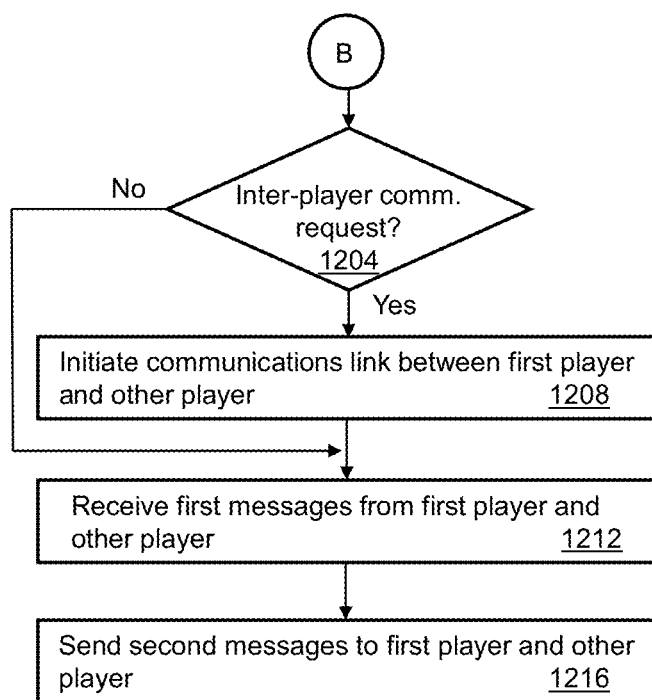 B
No
Inter-player comm.
request?
1204
Yes
Initiate communications link between first player
and other player 1208
Receive first messages from first player and
other player 1212
Send second messages to first player and other
player 1216